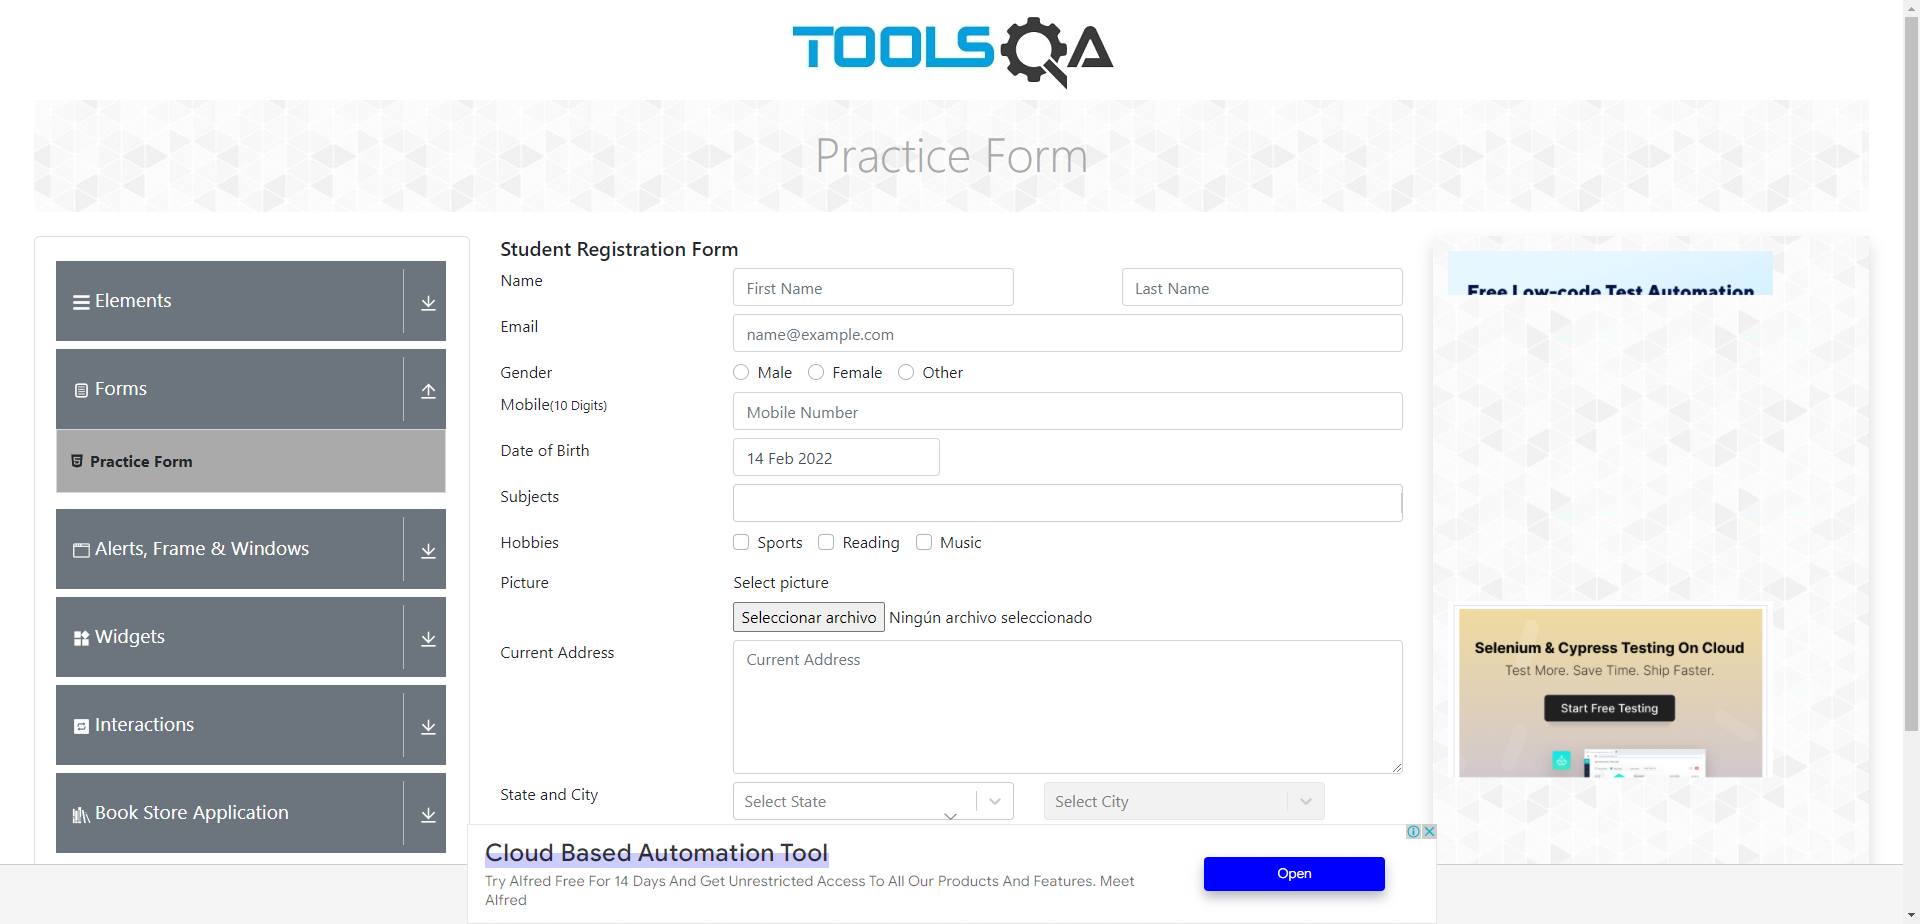 TOOLSQA
Practice Form
Elements
Forms
Practice Form
Alerts, Frame & Windows
Widgets
Interactions
Book Store Application
Student Registration Form
Name
First Name
Last Name
Email
name@example.com
Gender
Male
Female
Other
Mobile(10 Digits)
Mobile Number
Date of Birth
14 Feb 2022
Subjects
Hobbies
Sports
Reading
Music
Picture
Select picture
Seleccionar archivo Ningún archivo seleccionado
Current Address
Current Address
State and City
Select State
Select City
Free Low-code Test Automation
Selenium & Cypress Testing On Cloud
Test More. Save Time. Ship Faster.
Start Free Testing
Cloud Based Automation Tool
Try Alfred Free For 14 Days And Get Unrestricted Access To All Our Products And Features. Meet
Alfred
Open